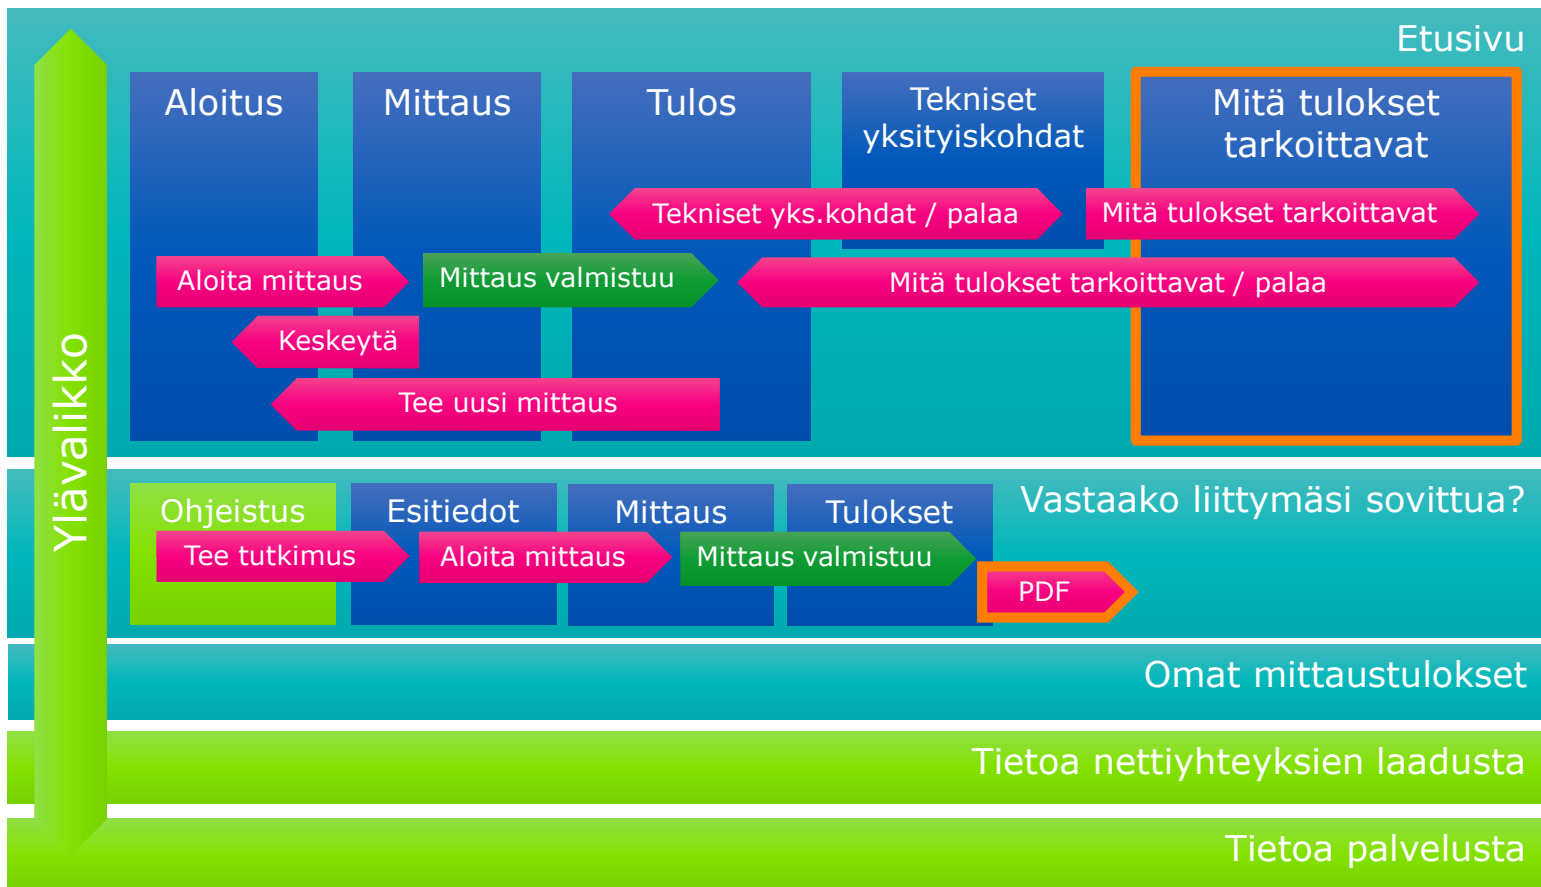 Etusivu
Ylävalikko
Aloitus
Mittaus
Tulos
Tekniset
yksityiskohdat
Mitä tulokset
tarkoittavat
Tekniset yks.kohdat / palaa
Mitä tulokset tarkoittavat
Aloita mittaus
Mittaus valmistuu
Mitä tulokset tarkoittavat / palaa
Keskeytä
Tee uusi mittaus
Vastaako liittymäsi sovittua?
Ohjeistus
Esitiedot
Mittaus
Tulokset
Tee tutkimus
Aloita mittaus
Mittaus valmistuu
PDF
Omat mittaustulokset
Tietoa nettiyhteyksien laadusta
Tietoa palvelusta